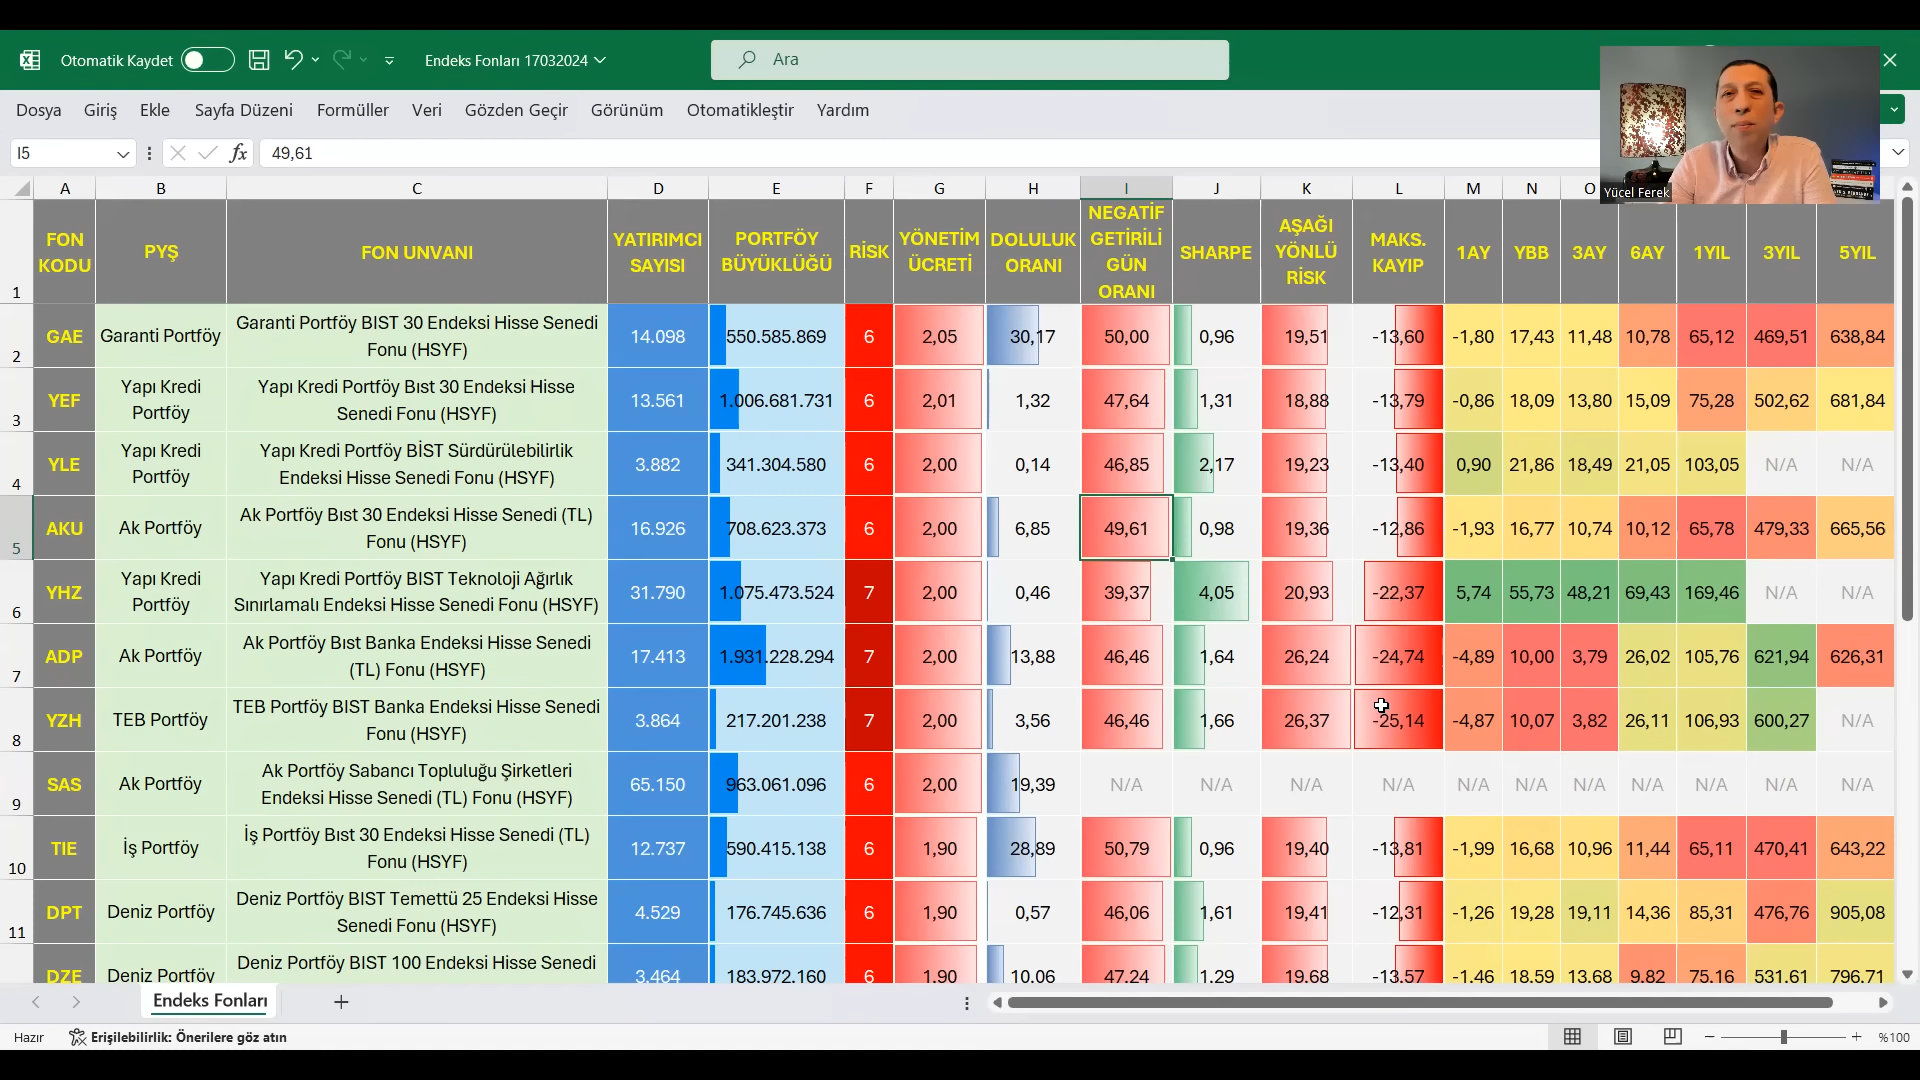 Otomatik Kaydet
Endeks Fonları 17032024
Ara
Dosya Giriş Ekle Sayfa Düzeni Formüller Veri Gözden Geçir Görünüm Otomatikleştir Yardım
I5 fx 49,61
Yücel Ferek
A B C D E F G H I J K L M N O
1
FON KODU
PYŞ
FON UNVANI
YATIRIMCI SAYISI
PORTFÖY BÜYÜKLÜĞÜ
RİSK
YÖNETİM ÜCRETİ
DOLULUK ORANI
NEGATİF GETİRİLİ GÜN ORANI
SHARPE
AŞAĞI YÖNLÜ RİSK
MAKS. KAYIP
1AY YBB 3AY 6AY 1YIL 3YIL 5YIL
2 GAE Garanti Portföy Garanti Portföy BIST 30 Endeksi Hisse Senedi Fonu (HSYF) 14.098 550.585.869 6 2,05 30,17 50,00 0,96 19,51 -13,60 -1,80 17,43 11,48 10,78 65,12 469,51 638,84
3 YEF Yapı Kredi Portföy Yapı Kredi Portföy Bıst 30 Endeksi Hisse Senedi Fonu (HSYF) 13.561 1.006.681.731 6 2,01 1,32 47,64 1,31 18,88 -13,79 -0,86 18,09 13,80 15,09 75,28 502,62 681,84
4 YLE Yapı Kredi Portföy Yapı Kredi Portföy BİST Sürdürülebilirlik Endeksi Hisse Senedi Fonu (HSYF) 3.882 341.304.580 6 2,00 0,14 46,85 2,17 19,23 -13,40 0,90 21,86 18,49 21,05 103,05 N/A N/A
5 AKU Ak Portföy Ak Portföy Bıst 30 Endeksi Hisse Senedi (TL) Fonu (HSYF) 16.926 708.623.373 6 2,00 6,85 49,61 0,98 19,36 -12,86 -1,93 16,77 10,74 10,12 65,78 479,33 665,56
6 YHZ Yapı Kredi Portföy Yapı Kredi Portföy BIST Teknoloji Ağırlık Sınırlamalı Endeksi Hisse Senedi Fonu (HSYF) 31.790 1.075.473.524 7 2,00 0,46 39,37 4,05 20,93 -22,37 5,74 55,73 48,21 69,43 169,46 N/A N/A
7 ADP Ak Portföy Ak Portföy Bıst Banka Endeksi Hisse Senedi (TL) Fonu (HSYF) 17.413 1.931.228.294 7 2,00 13,88 46,46 1,64 26,24 -24,74 -4,89 10,00 3,79 26,02 105,76 621,94 626,31
8 YZH TEB Portföy TEB Portföy BIST Banka Endeksi Hisse Senedi Fonu (HSYF) 3.864 217.201.238 7 2,00 3,56 46,46 1,66 26,37 -25,14 -4,87 10,07 3,82 26,11 106,93 600,27 N/A
9 SAS Ak Portföy Ak Portföy Sabancı Topluluğu Şirketleri Endeksi Hisse Senedi (TL) Fonu (HSYF) 65.150 963.061.096 6 2,00 19,39 N/A N/A N/A N/A N/A N/A N/A N/A N/A N/A N/A
10 TIE İş Portföy İş Portföy Bıst 30 Endeksi Hisse Senedi (TL) Fonu (HSYF) 12.737 590.415.138 6 1,90 28,89 50,79 0,96 19,40 -13,81 -1,99 16,68 10,96 11,44 65,11 470,41 643,22
11 DPT Deniz Portföy Deniz Portföy BIST Temettü 25 Endeksi Hisse Senedi Fonu (HSYF) 4.529 176.745.636 6 1,90 0,57 46,06 1,61 19,41 -12,31 -1,26 19,28 19,11 14,36 85,31 476,76 905,08
DZE Deniz Portföy Deniz Portföy BIST 100 Endeksi Hisse Senedi 3.464 183.972.160 6 1,90 10,06 47,24 1,29 19,68 -13,57 -1,46 18,59 13,68 9,82 75,16 531,61 796,71
Endeks Fonları
Hazır Erişilebilirlik: Önerilere göz atın %100